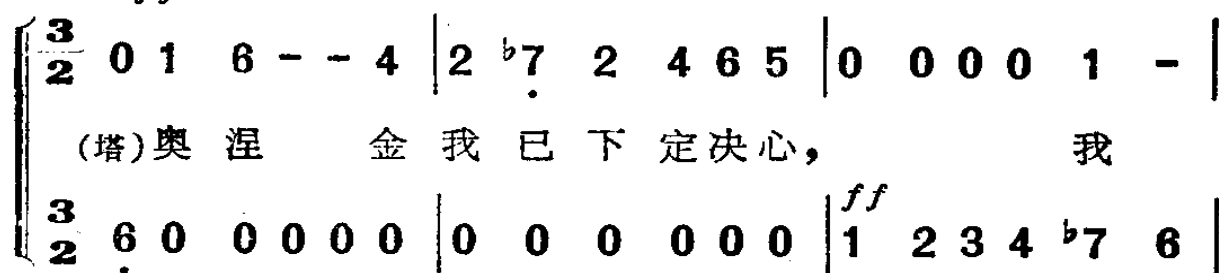 3/2 0 1 6 - - 4 | 2 ♭7̣ 2 4 6 5 | 0 0 0 0 1 - |
(塔)奥涅 金我已下定决心， 我
ff
3/2 6̣ 0 0 0 0 0 | 0 0 0 0 0 0 | 1 2 3 4 ♭7 6 |